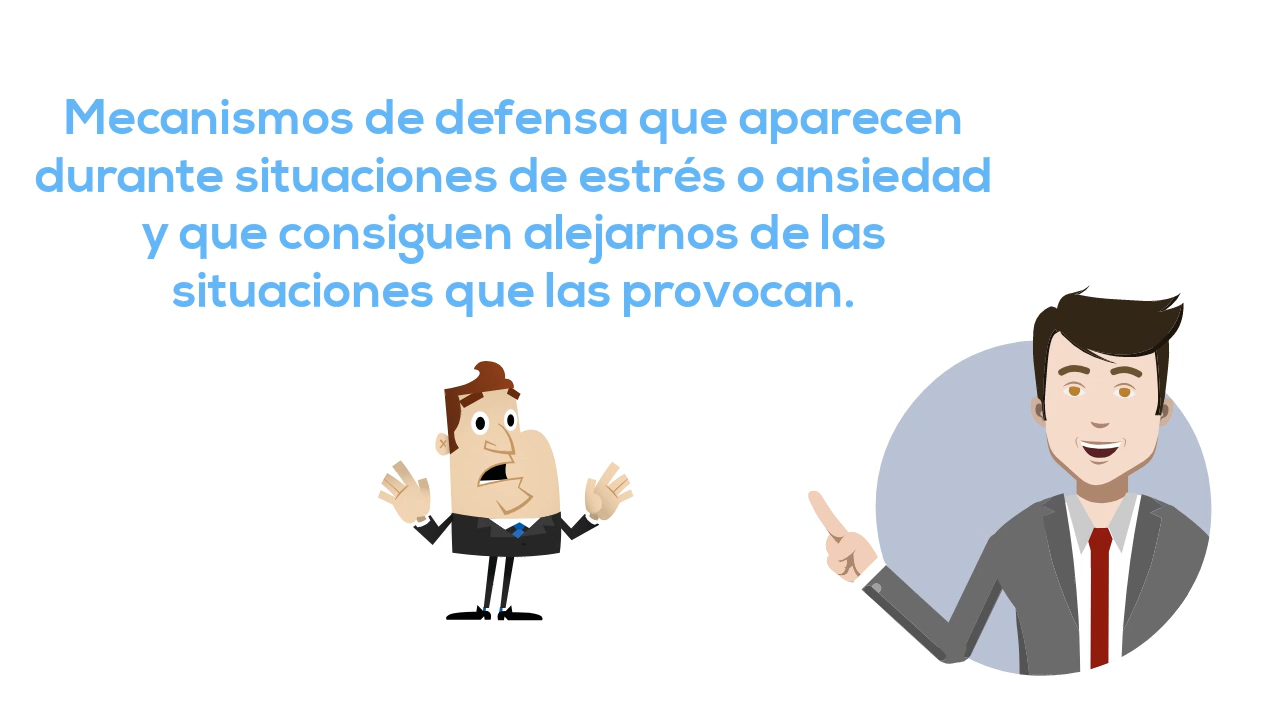 Mecanismos de defensa que aparecen
durante situaciones de estrés o ansiedad
y que consiguen alejarnos de las
situaciones que las provocan.